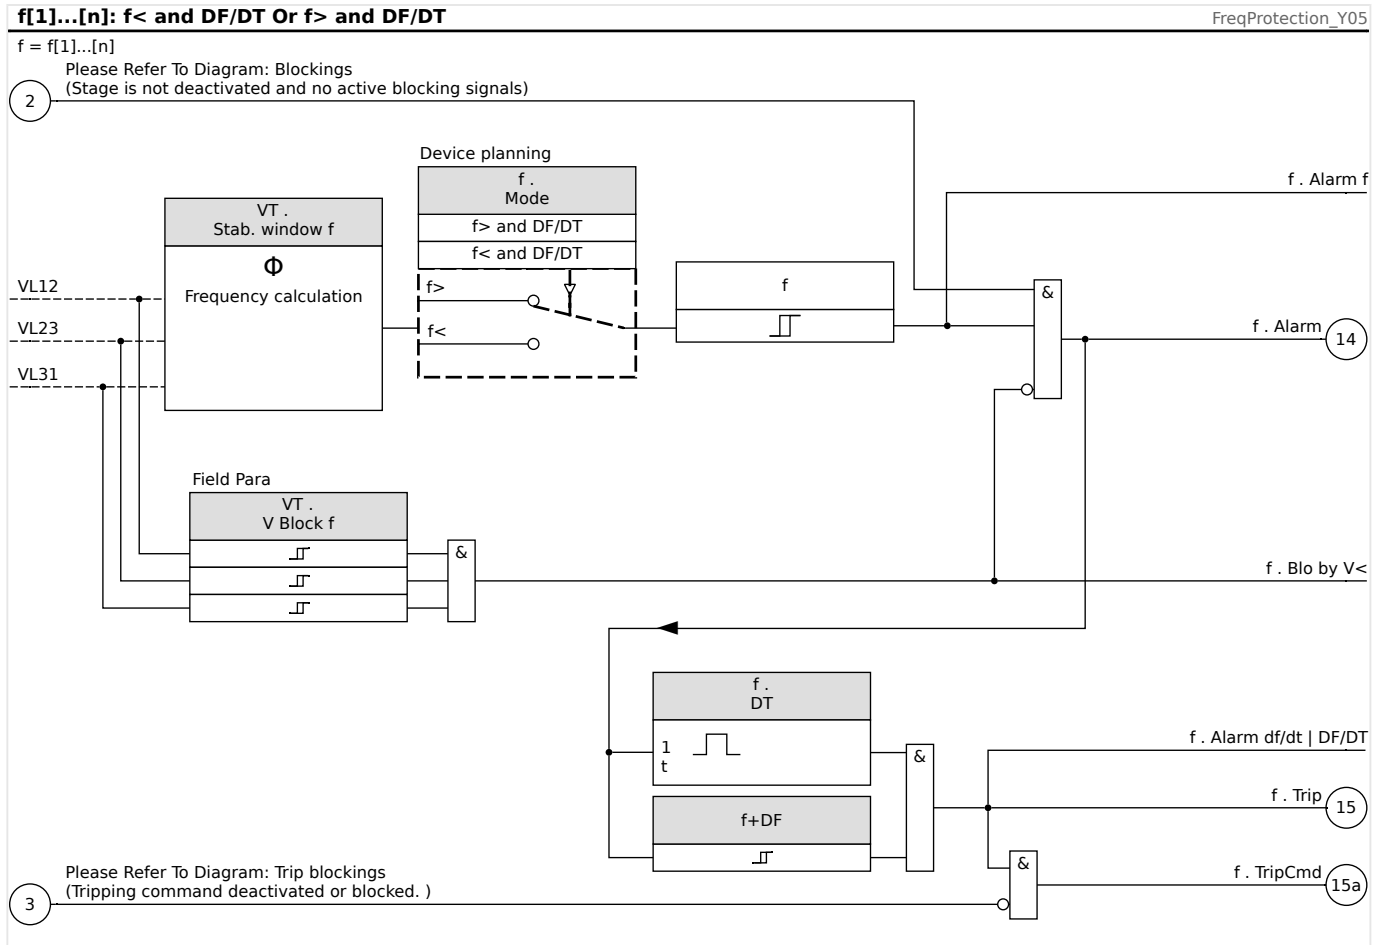 f[1]...[n]: f< and DF/DT Or f> and DF/DT
FreqProtection_Y05
f = f[1]...[n]
Please Refer To Diagram: Blockings
(Stage is not deactivated and no active blocking signals)
2
Device planning
f .
Mode
f> and DF/DT
f< and DF/DT
f>
f<
VT .
Stab. window f
Φ
Frequency calculation
VL12
VL23
VL31
f
&
f . Alarm f
f . Alarm
14
Field Para
VT .
V Block f
&
f . Blo by V<
f .
DT
1
t
f+DF
&
f . Alarm df/dt | DF/DT
f . Trip
15
&
f . TripCmd
15a
Please Refer To Diagram: Trip blockings
(Tripping command deactivated or blocked. )
3